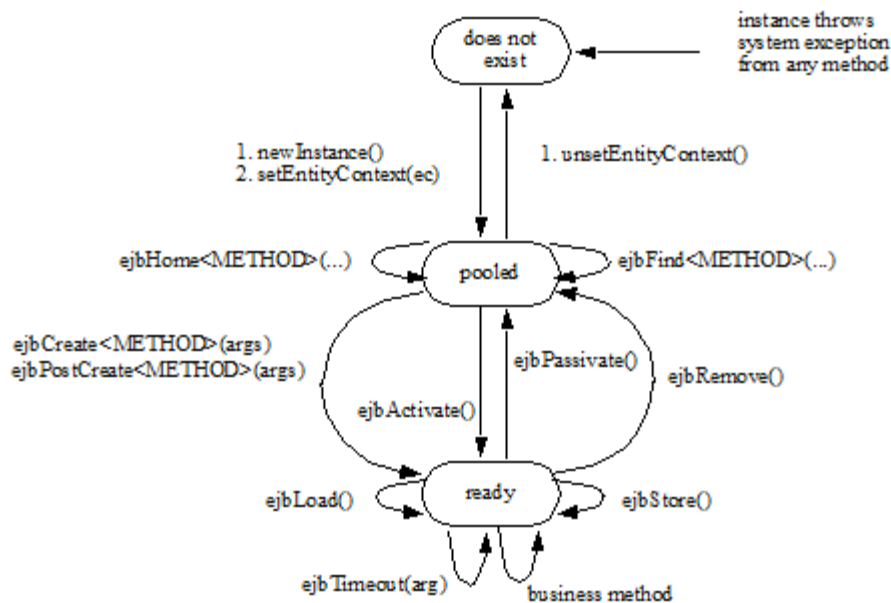 does not
exist
instance throws
system exception
from any method
1. newInstance()
2. setEntityContext(ec)
1. unsetEntityContext()
ejbHome<METHOD>(...)
pooled
ejbFind<METHOD>(...)
ejbCreate<METHOD>(args)
ejbPostCreate<METHOD>(args)
ejbPassivate()
ejbRemove()
ejbActivate()
ejbLoad()
ready
ejbStore()
ejbTimeout(arg)
business method